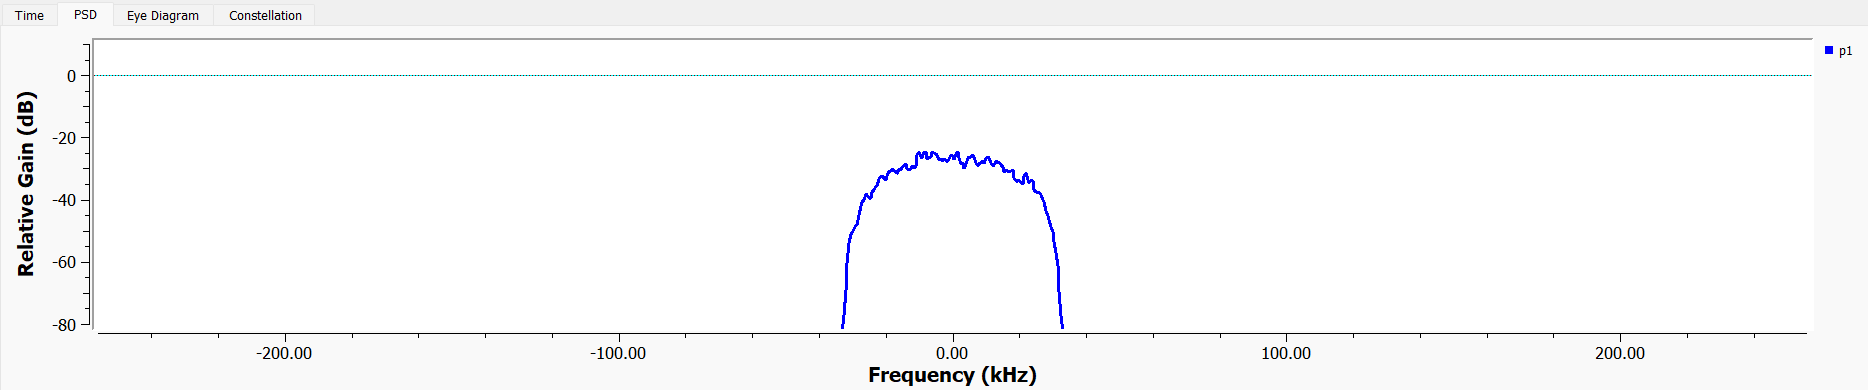 Time PSD Eye Diagram Constellation
p1
Relative Gain (dB)
0
-20
-40
-60
-80
-200.00 -100.00 0.00 100.00 200.00
Frequency (kHz)